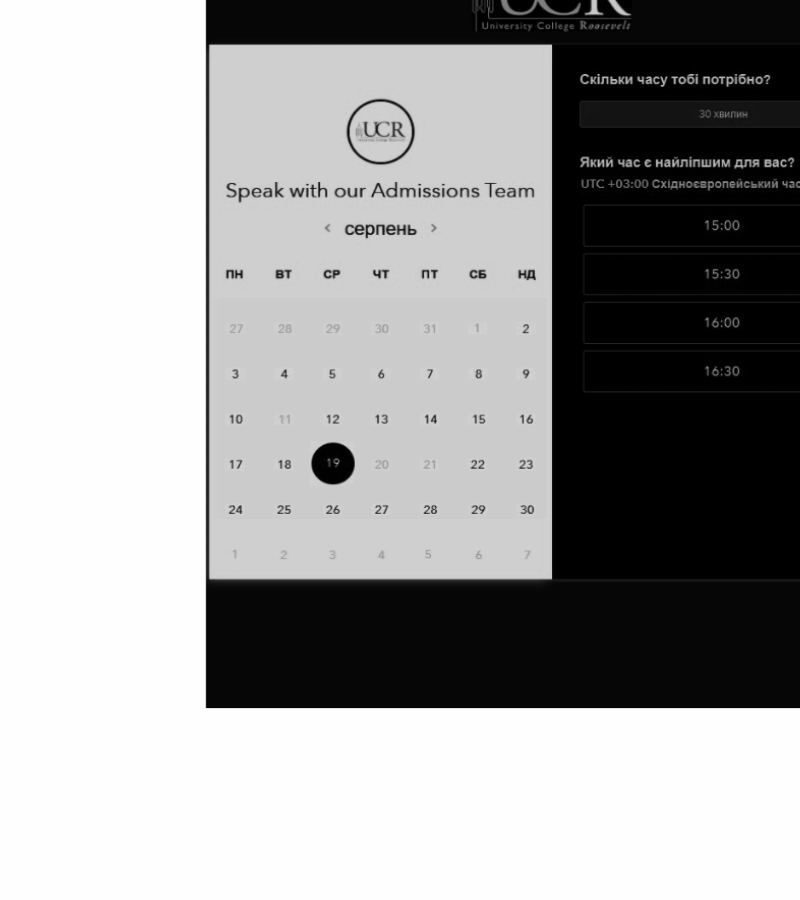 UCR
University College Roosevelt
UCR
Speak with our Admissions Team
< серпень >
ПН ВТ СР ЧТ ПТ СБ НД
27 28 29 30 31 1 2
3 4 5 6 7 8 9
10 11 12 13 14 15 16
17 18 19 20 21 22 23
24 25 26 27 28 29 30
1 2 3 4 5 6 7
Скільки часу тобі потрібно?
30 хвилин
Який час є найліпшим для вас?
UTC +03:00 Східноєвропейський час
15:00
15:30
16:00
16:30